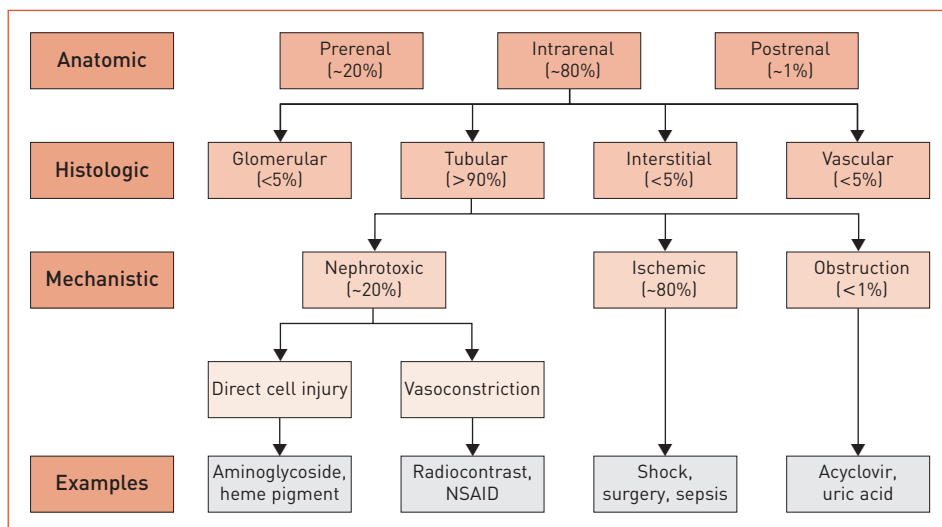 Anatomic
Prerenal
(~20%)
Intrarenal
(~80%)
Postrenal
(~1%)
Histologic
Glomerular
(<5%)
Tubular
(>90%)
Interstitial
(<5%)
Vascular
(<5%)
Mechanistic
Nephrotoxic
(~20%)
Ischemic
(~80%)
Obstruction
(<1%)
Direct cell injury
Vasoconstriction
Examples
Aminoglycoside,
heme pigment
Radiocontrast,
NSAID
Shock,
surgery, sepsis
Acyclovir,
uric acid